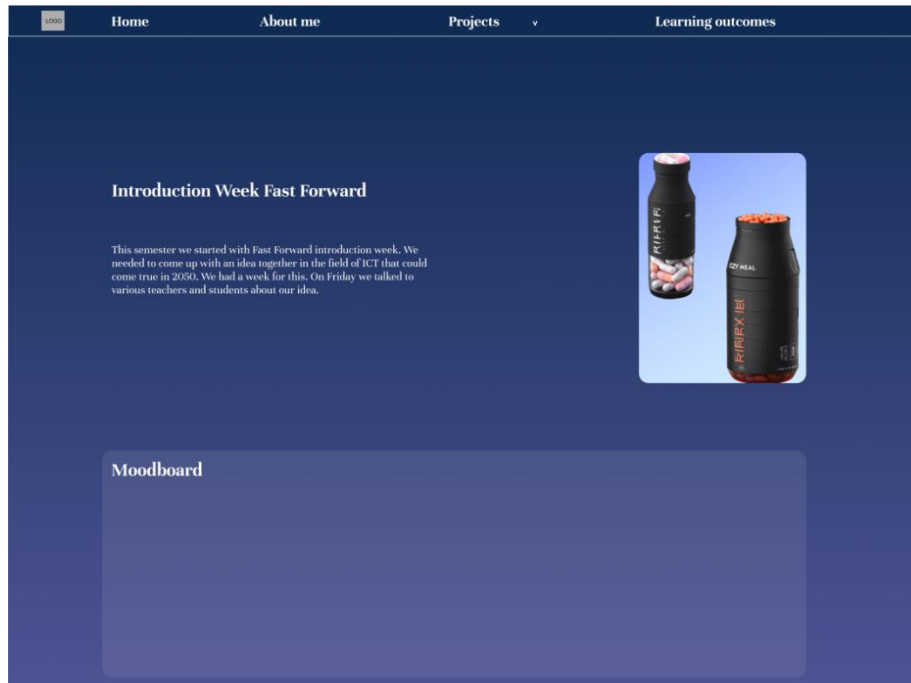 LOGO
Home
About me
Projects
v
Learning outcomes
Introduction Week Fast Forward
This semester we started with Fast Forward introduction week. We
needed to come up with an idea together in the field of ICT that could
come true in 2050. We had a week for this. On Friday we talked to
various teachers and students about our idea.
EZY MEAL
Moodboard